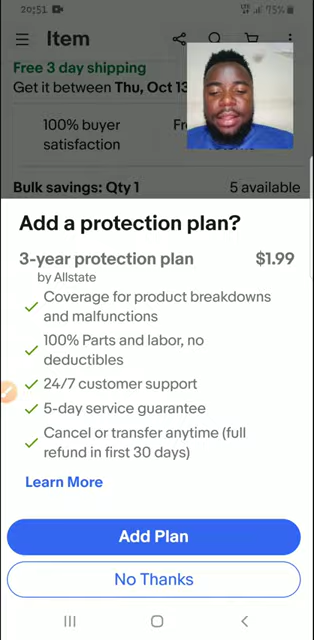 20:51
75%
Item
Free 3 day shipping
Get it between Thu, Oct 13
100% buyer
satisfaction
Bulk savings: Qty 1
5 available
Add a protection plan?
3-year protection plan
$1.99
by Allstate
Coverage for product breakdowns
and malfunctions
100% Parts and labor, no
deductibles
24/7 customer support
5-day service guarantee
Cancel or transfer anytime (full
refund in first 30 days)
Learn More
Add Plan
No Thanks